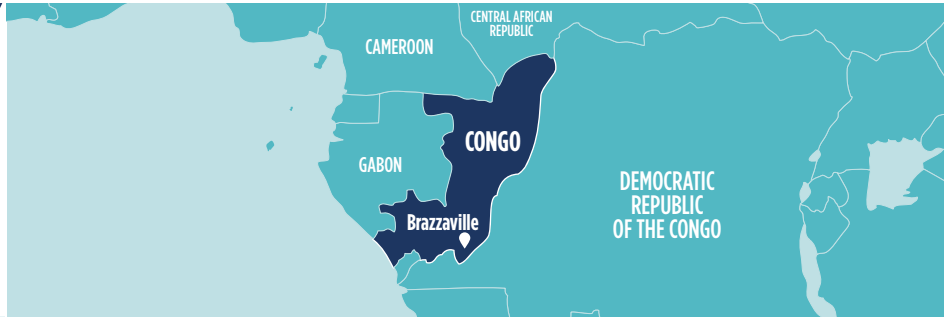 CENTRAL AFRICAN
REPUBLIC
CAMEROON
CONGO
GABON
DEMOCRATIC
REPUBLIC
OF THE CONGO
Brazzaville